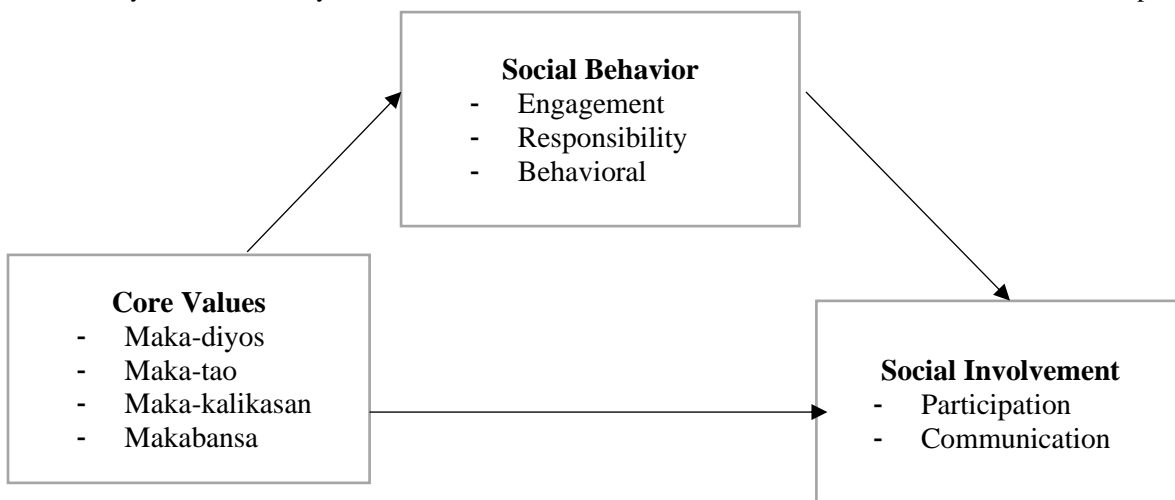 Social Behavior
- Engagement
- Responsibility
- Behavioral
Core Values
- Maka-diyos
- Maka-tao
- Maka-kalikasan
- Makabansa
Social Involvement
- Participation
- Communication